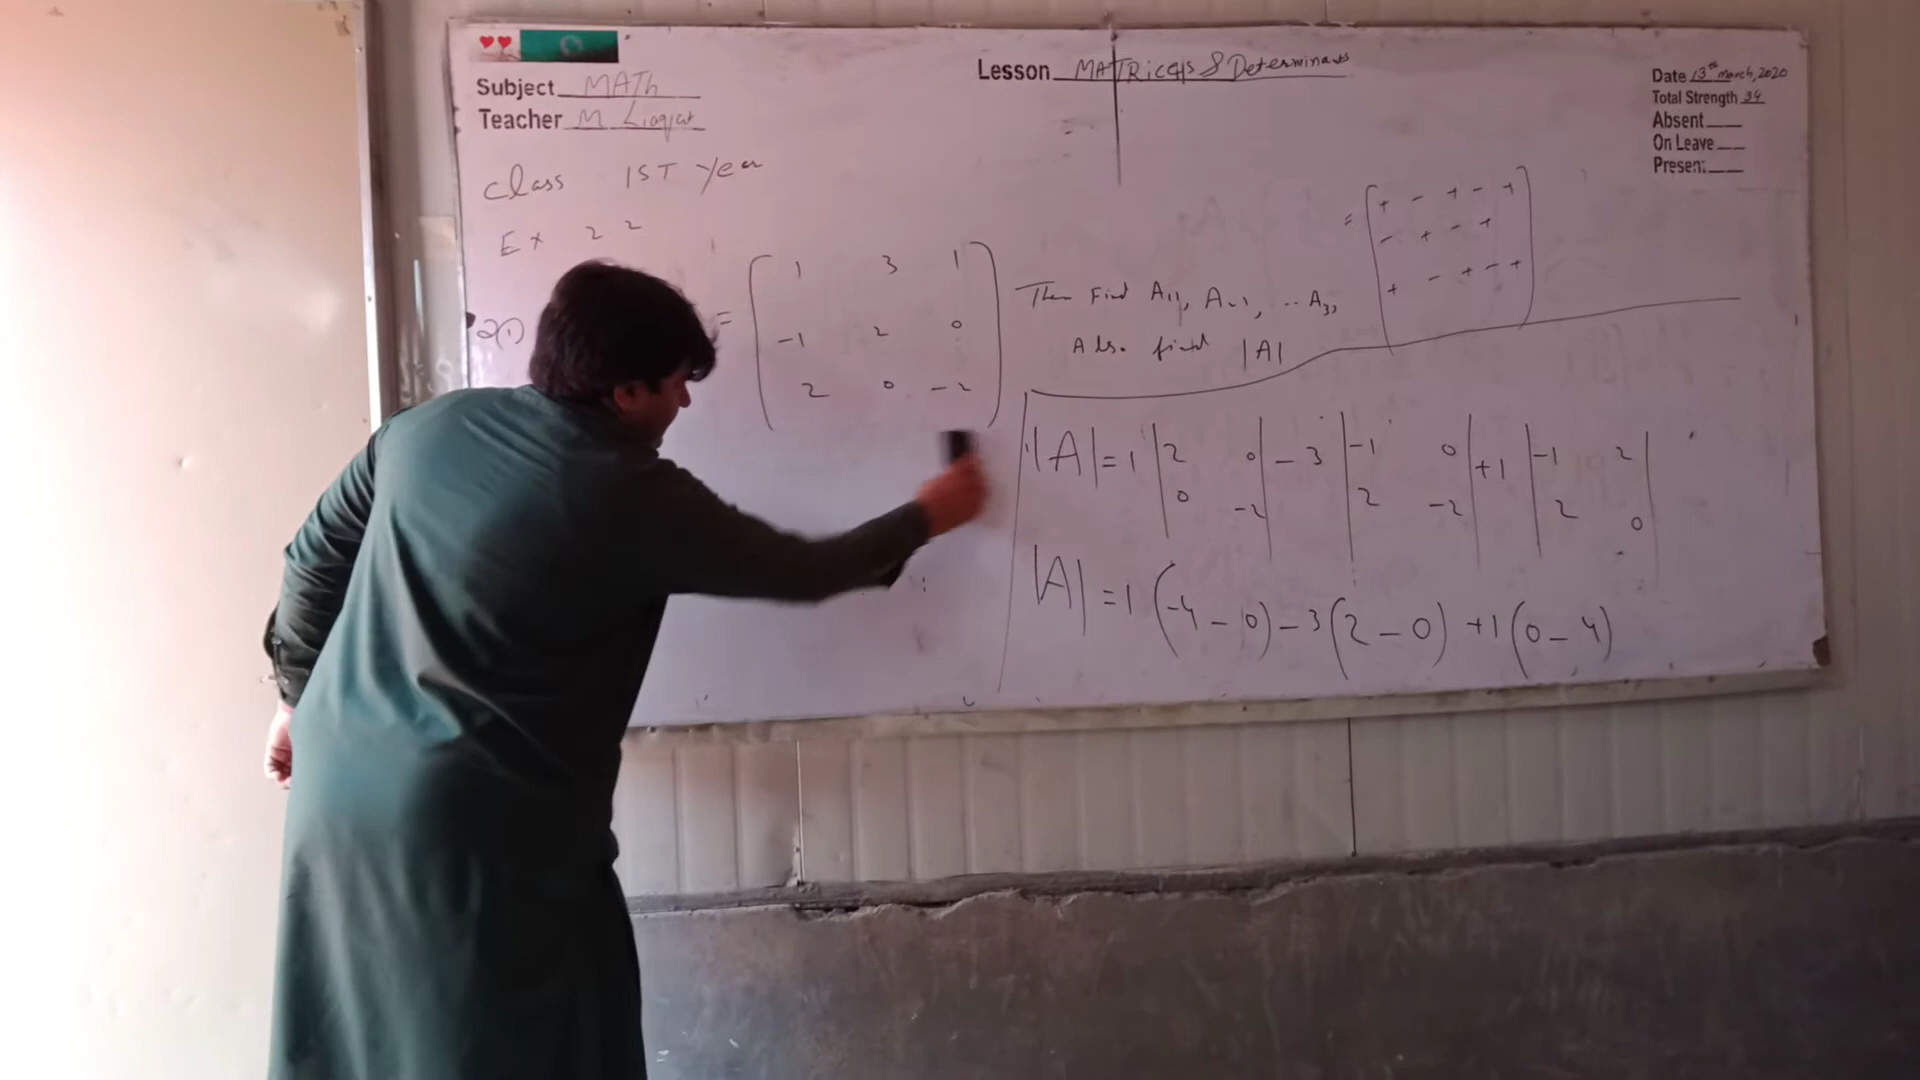 Subject MATh
Teacher M Liaqat
Lesson MATRICES & Determinants
Date 13th march, 2020
Total Strength 34
Absent
On Leave
Present
Class 1ST Year
Ex 2 2
2(1)
= [ 1 3 1
-1 2 0
2 0 -2 ]
Then Find A11, A21, ... A33
Also find |A|
= [ + - + - +
- + - +
+ - + - + ]
|A| = 1 |2 0| - 3 |-1 0| + 1 |-1 2|
|0 -2| |2 -2| |2 0|
|A| = 1 (-4 - 0) - 3 (2 - 0) + 1 (0 - 4)